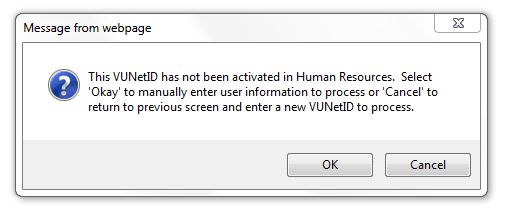 Message from webpage
This VUNetID has not been activated in Human Resources.  Select
'Okay' to manually enter user information to process or 'Cancel' to
return to previous screen and enter a new VUNetID to process.
OK
Cancel